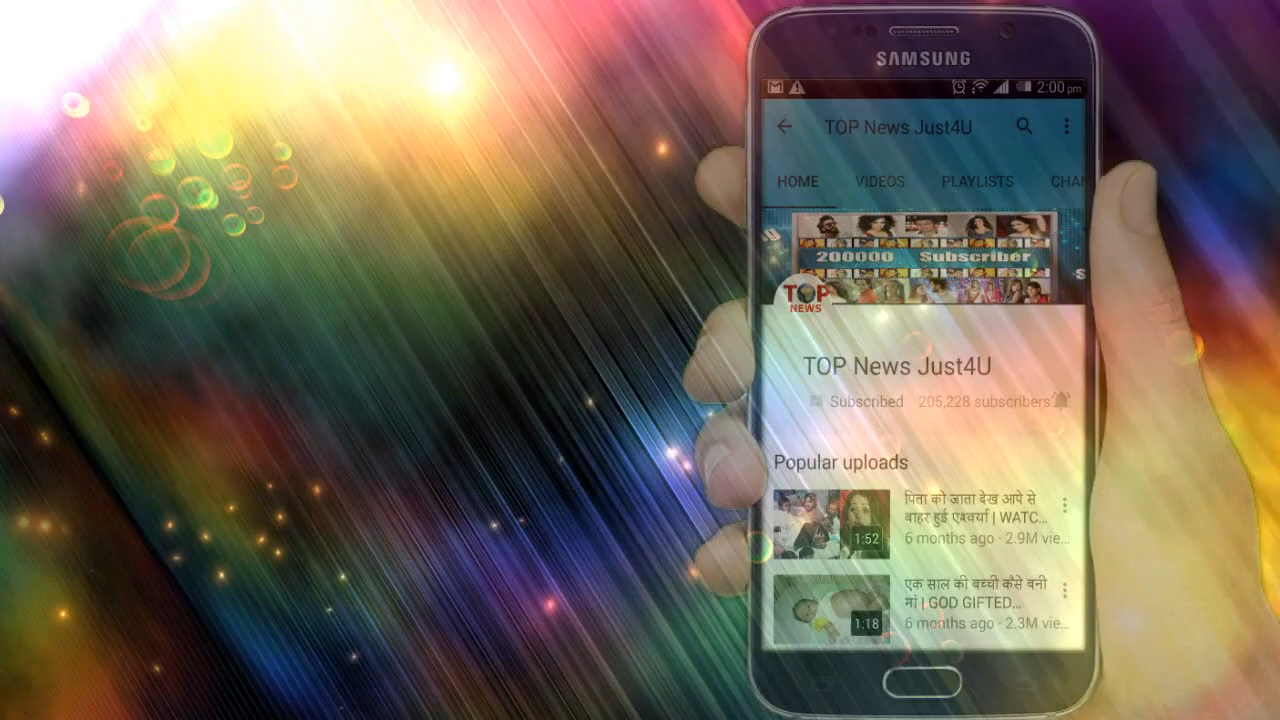 SAMSUNG
2:00 pm
TOP News Just4U
HOME VIDEOS PLAYLISTS CHA
200000 Subscriber
TOP
NEWS
TOP News Just4U
Subscribed 205,228 subscribers
Popular uploads
पिता को जाता देख आपे से
बाहर हुई एश्वर्या | WATC...
6 months ago · 2.9M vie...
1:52
एक साल की बच्ची कैसे बनी
मां | GOD GIFTED...
6 months ago · 2.3M vie...
1:18